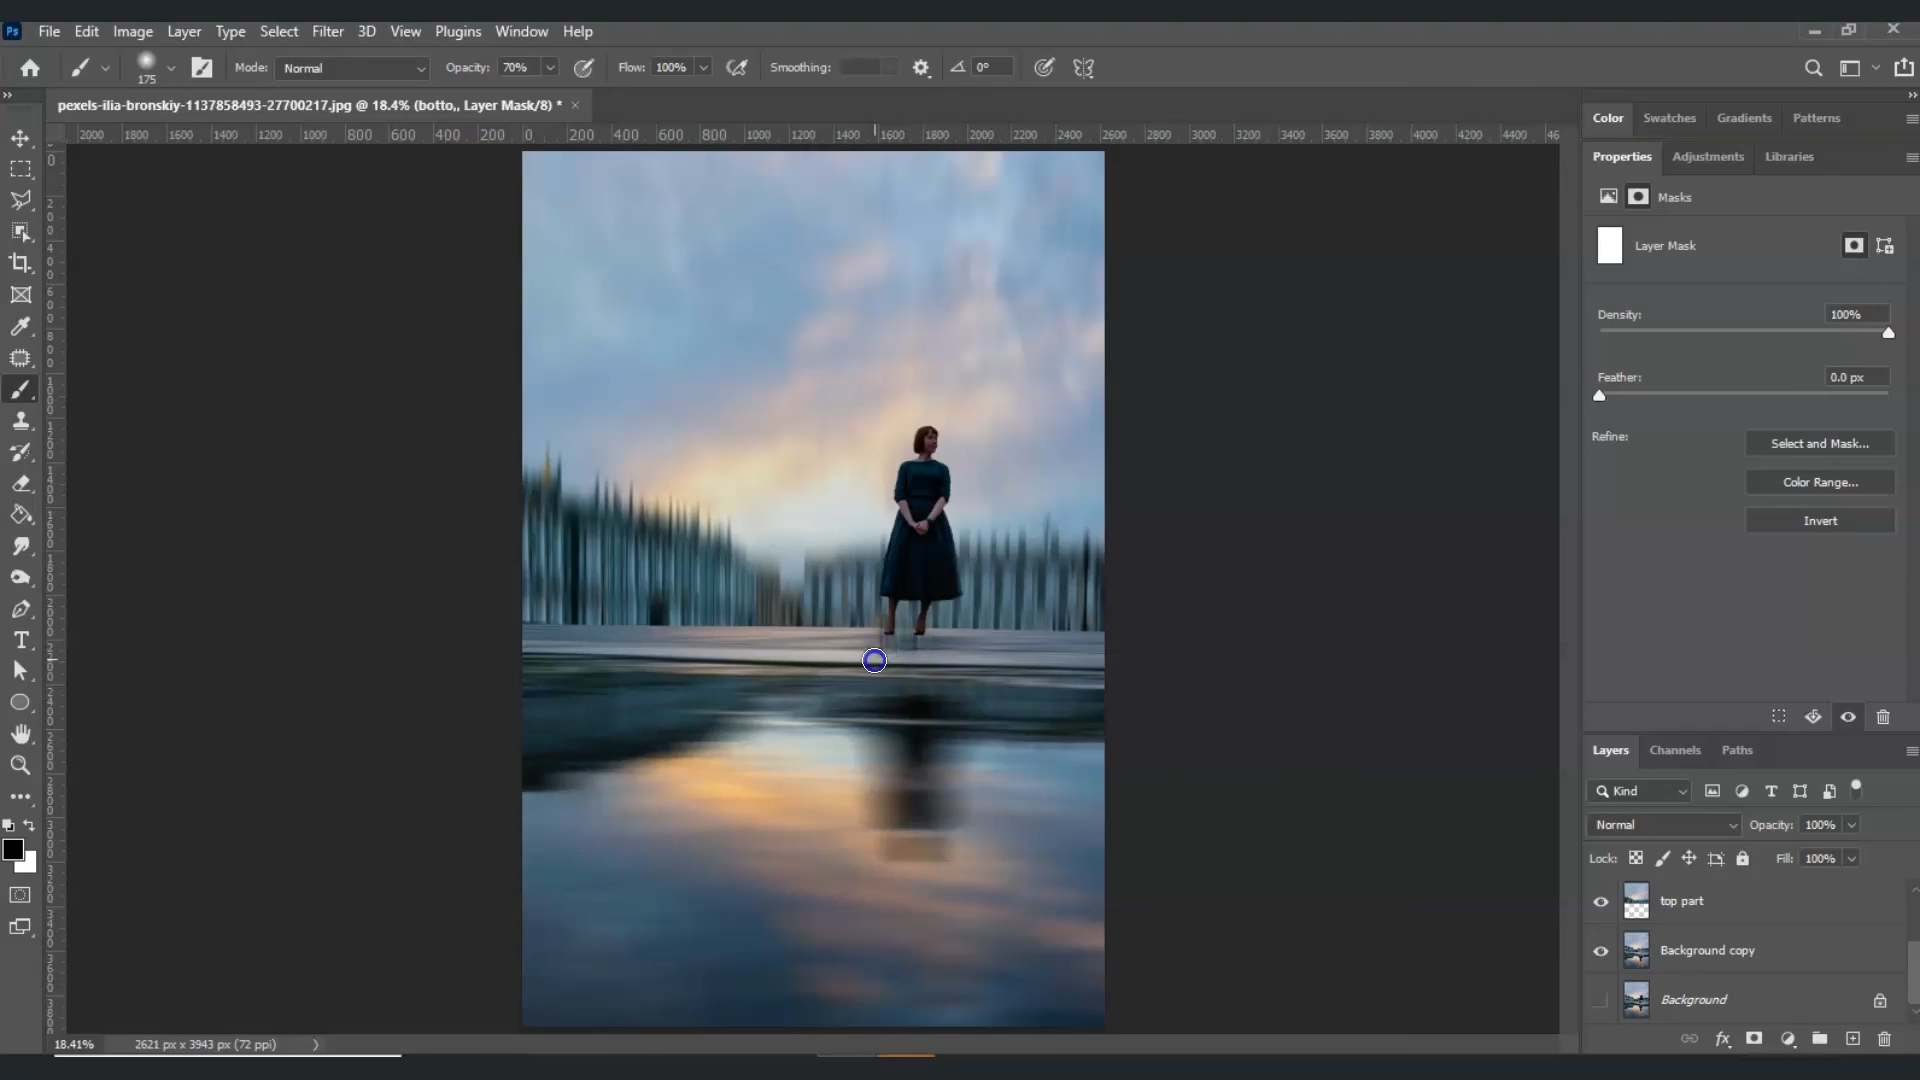 Ps File Edit Image Layer Type Select Filter 3D View Plugins Window Help
175 Mode: Normal Opacity: 70% Flow: 100% Smoothing: 0°
pexels-ilia-bronskiy-1137858493-27700217.jpg @ 18.4% (botto,, Layer Mask/8) * ×
2000 1800 1600 1400 1200 1000 800 600 400 200 0 200 400 600 800 1000 1200 1400 1600 1800 2000 2200 2400 2600 2800 3000 3200 3400 3600 3800 4000 4200 4400 46
Color Swatches Gradients Patterns
Properties Adjustments Libraries
Masks
Layer Mask
Density: 100%
Feather: 0.0 px
Refine: Select and Mask...
Color Range...
Invert
Layers Channels Paths
Kind
Normal Opacity: 100%
Lock: Fill: 100%
top part
Background copy
Background
18.41% 2621 px x 3943 px (72 ppi)